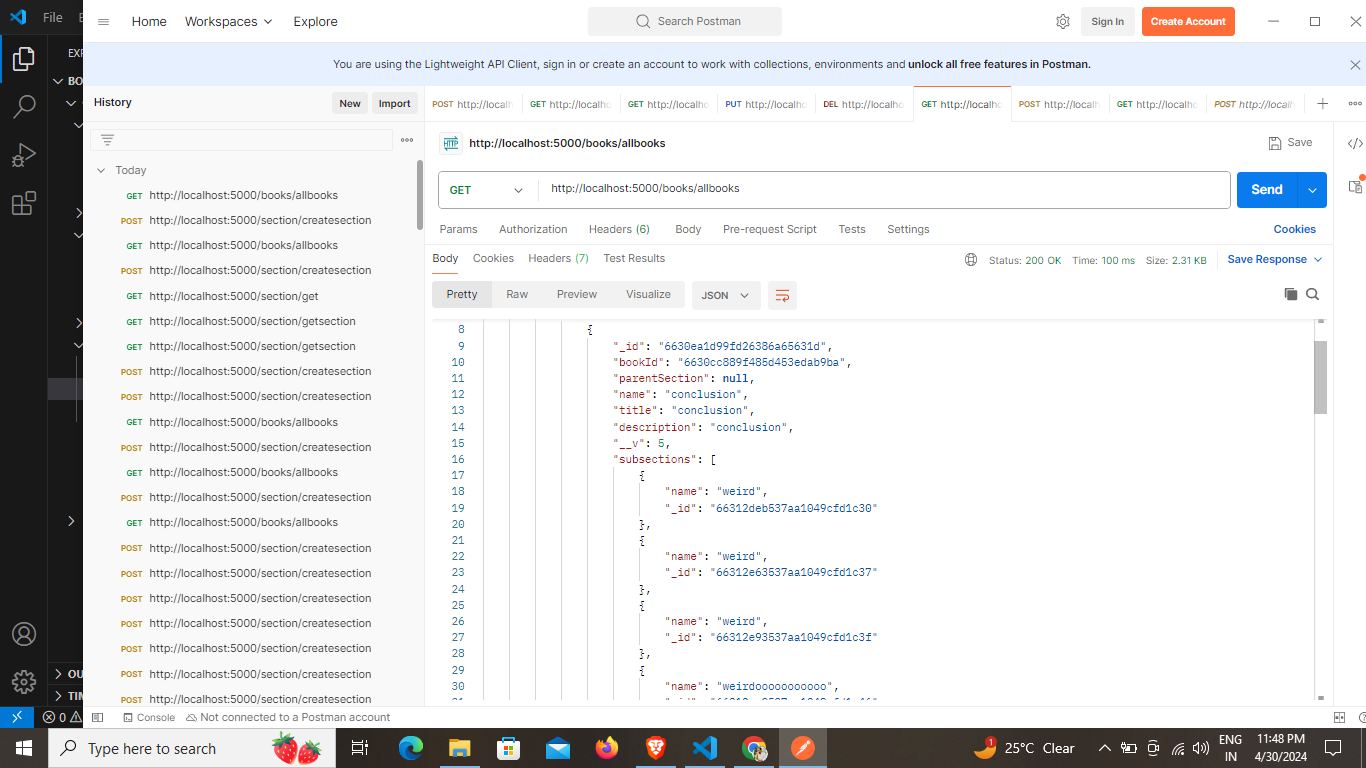 File
Home
Workspaces
Explore
Search Postman
Sign In
Create Account
You are using the Lightweight API Client, sign in or create an account to work with collections, environments and unlock all free features in Postman.
History
New
Import
POST http://localh
GET http://localho
GET http://localho
PUT http://localho
DEL http://localho
GET http://localho
POST http://localh
GET http://localho
POST http://localh
http://localhost:5000/books/allbooks
Save
Today
GET http://localhost:5000/books/allbooks
POST http://localhost:5000/section/createsection
GET http://localhost:5000/books/allbooks
POST http://localhost:5000/section/createsection
GET http://localhost:5000/section/get
GET http://localhost:5000/section/getsection
GET http://localhost:5000/section/getsection
POST http://localhost:5000/section/createsection
POST http://localhost:5000/section/createsection
GET http://localhost:5000/books/allbooks
POST http://localhost:5000/section/createsection
GET http://localhost:5000/books/allbooks
POST http://localhost:5000/section/createsection
GET http://localhost:5000/books/allbooks
POST http://localhost:5000/section/createsection
POST http://localhost:5000/section/createsection
POST http://localhost:5000/section/createsection
POST http://localhost:5000/section/createsection
POST http://localhost:5000/section/createsection
POST http://localhost:5000/section/createsection
POST http://localhost:5000/section/createsection
GET
http://localhost:5000/books/allbooks
Send
Params
Authorization
Headers (6)
Body
Pre-request Script
Tests
Settings
Cookies
Body
Cookies
Headers (7)
Test Results
Status: 200 OK
Time: 100 ms
Size: 2.31 KB
Save Response
Pretty
Raw
Preview
Visualize
JSON
8 {
9 "_id": "6630ea1d99fd26386a65631d",
10 "bookId": "6630cc889f485d453edab9ba",
11 "parentSection": null,
12 "name": "conclusion",
13 "title": "conclusion",
14 "description": "conclusion",
15 "__v": 5,
16 "subsections": [
17 {
18 "name": "weird",
19 "_id": "66312deb537aa1049cfd1c30"
20 },
21 {
22 "name": "weird",
23 "_id": "66312e63537aa1049cfd1c37"
24 },
25 {
26 "name": "weird",
27 "_id": "66312e93537aa1049cfd1c3f"
28 },
29 {
30 "name": "weirdooooooooooo",
EXP
BO
OU
TIM
0
Console
Not connected to a Postman account
Type here to search
25°C Clear
ENG
IN
11:48 PM
4/30/2024